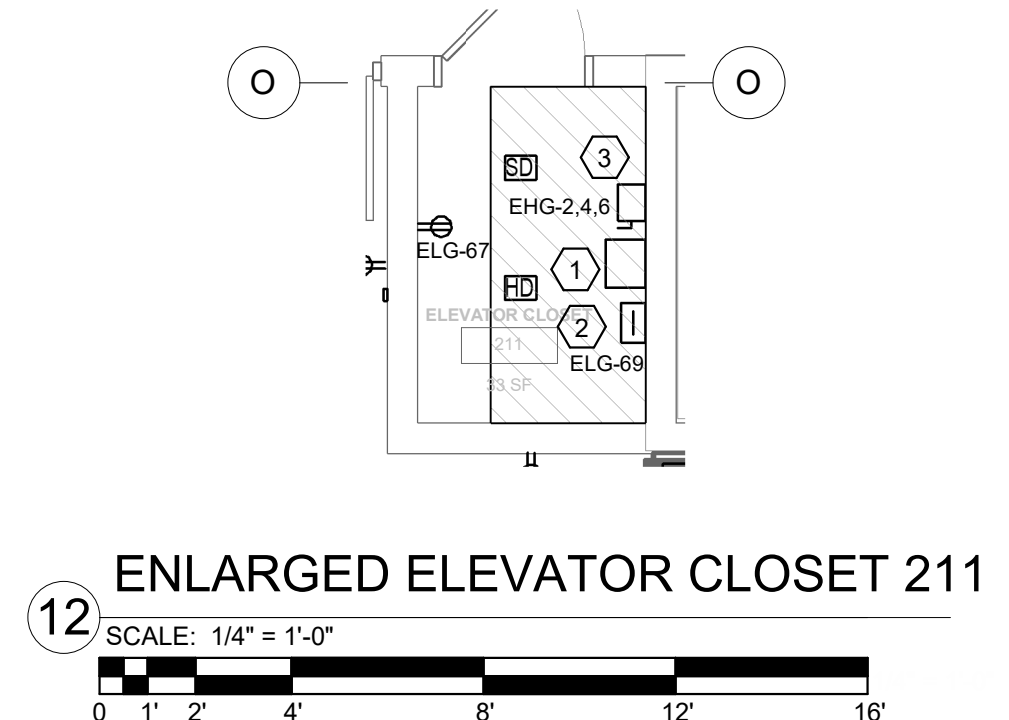 O O
SD 3
EHG-2,4,6
ELG-67
1
HD
ELEVATOR CLOSET
2
211
ELG-69
33 SF
ENLARGED ELEVATOR CLOSET 211
12
SCALE: 1/4" = 1'-0"
0 1' 2' 4' 8' 12' 16'